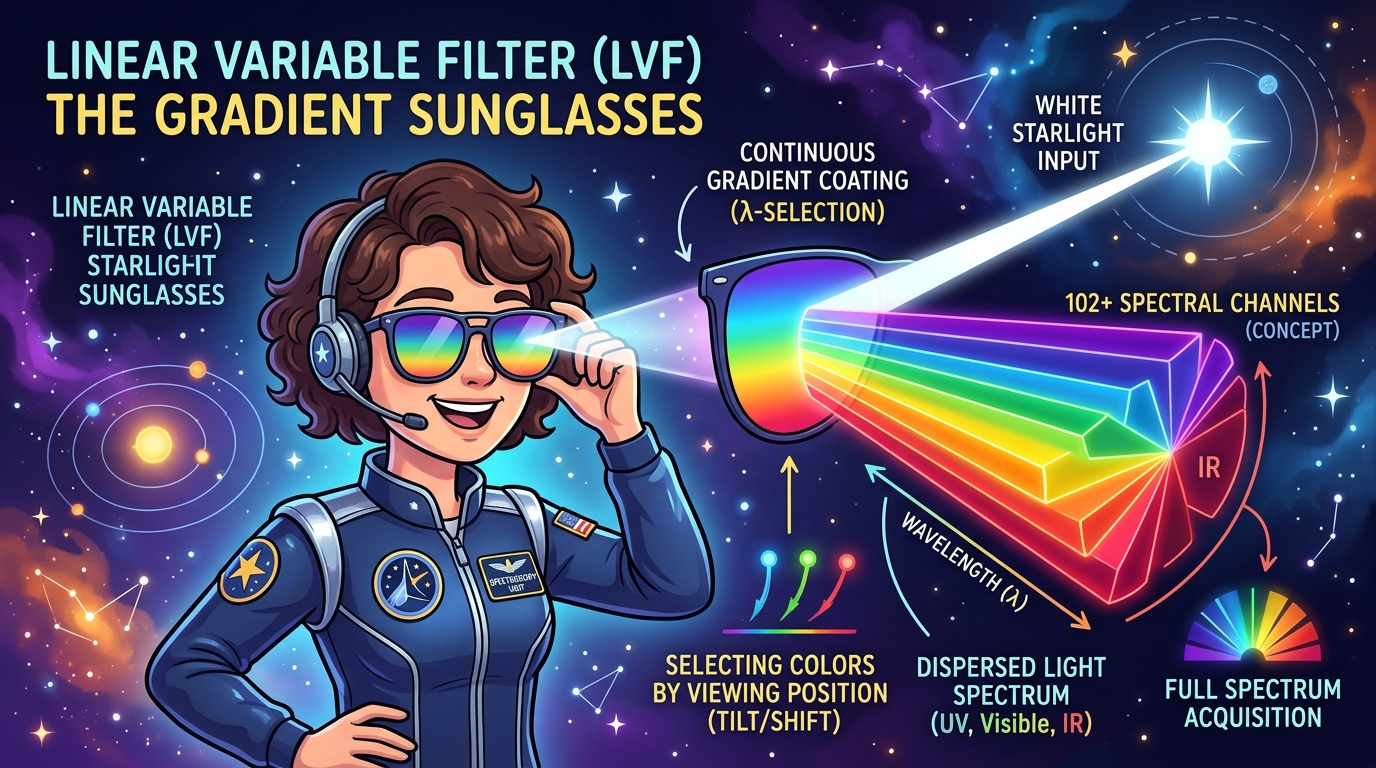 LINEAR VARIABLE FILTER (LVF)
THE GRADIENT SUNGLASSES
LINEAR VARIABLE
FILTER (LVF)
STARLIGHT
SUNGLASSES
CONTINUOUS
GRADIENT COATING
(λ-SELECTION)
WHITE
STARLIGHT
INPUT
102+ SPECTRAL CHANNELS
(CONCEPT)
IR
WAVELENGTH (λ)
SELECTING COLORS
BY VIEWING POSITION
(TILT/SHIFT)
DISPERSED LIGHT
SPECTRUM
(UV, Visible, IR)
FULL SPECTRUM
ACQUISITION